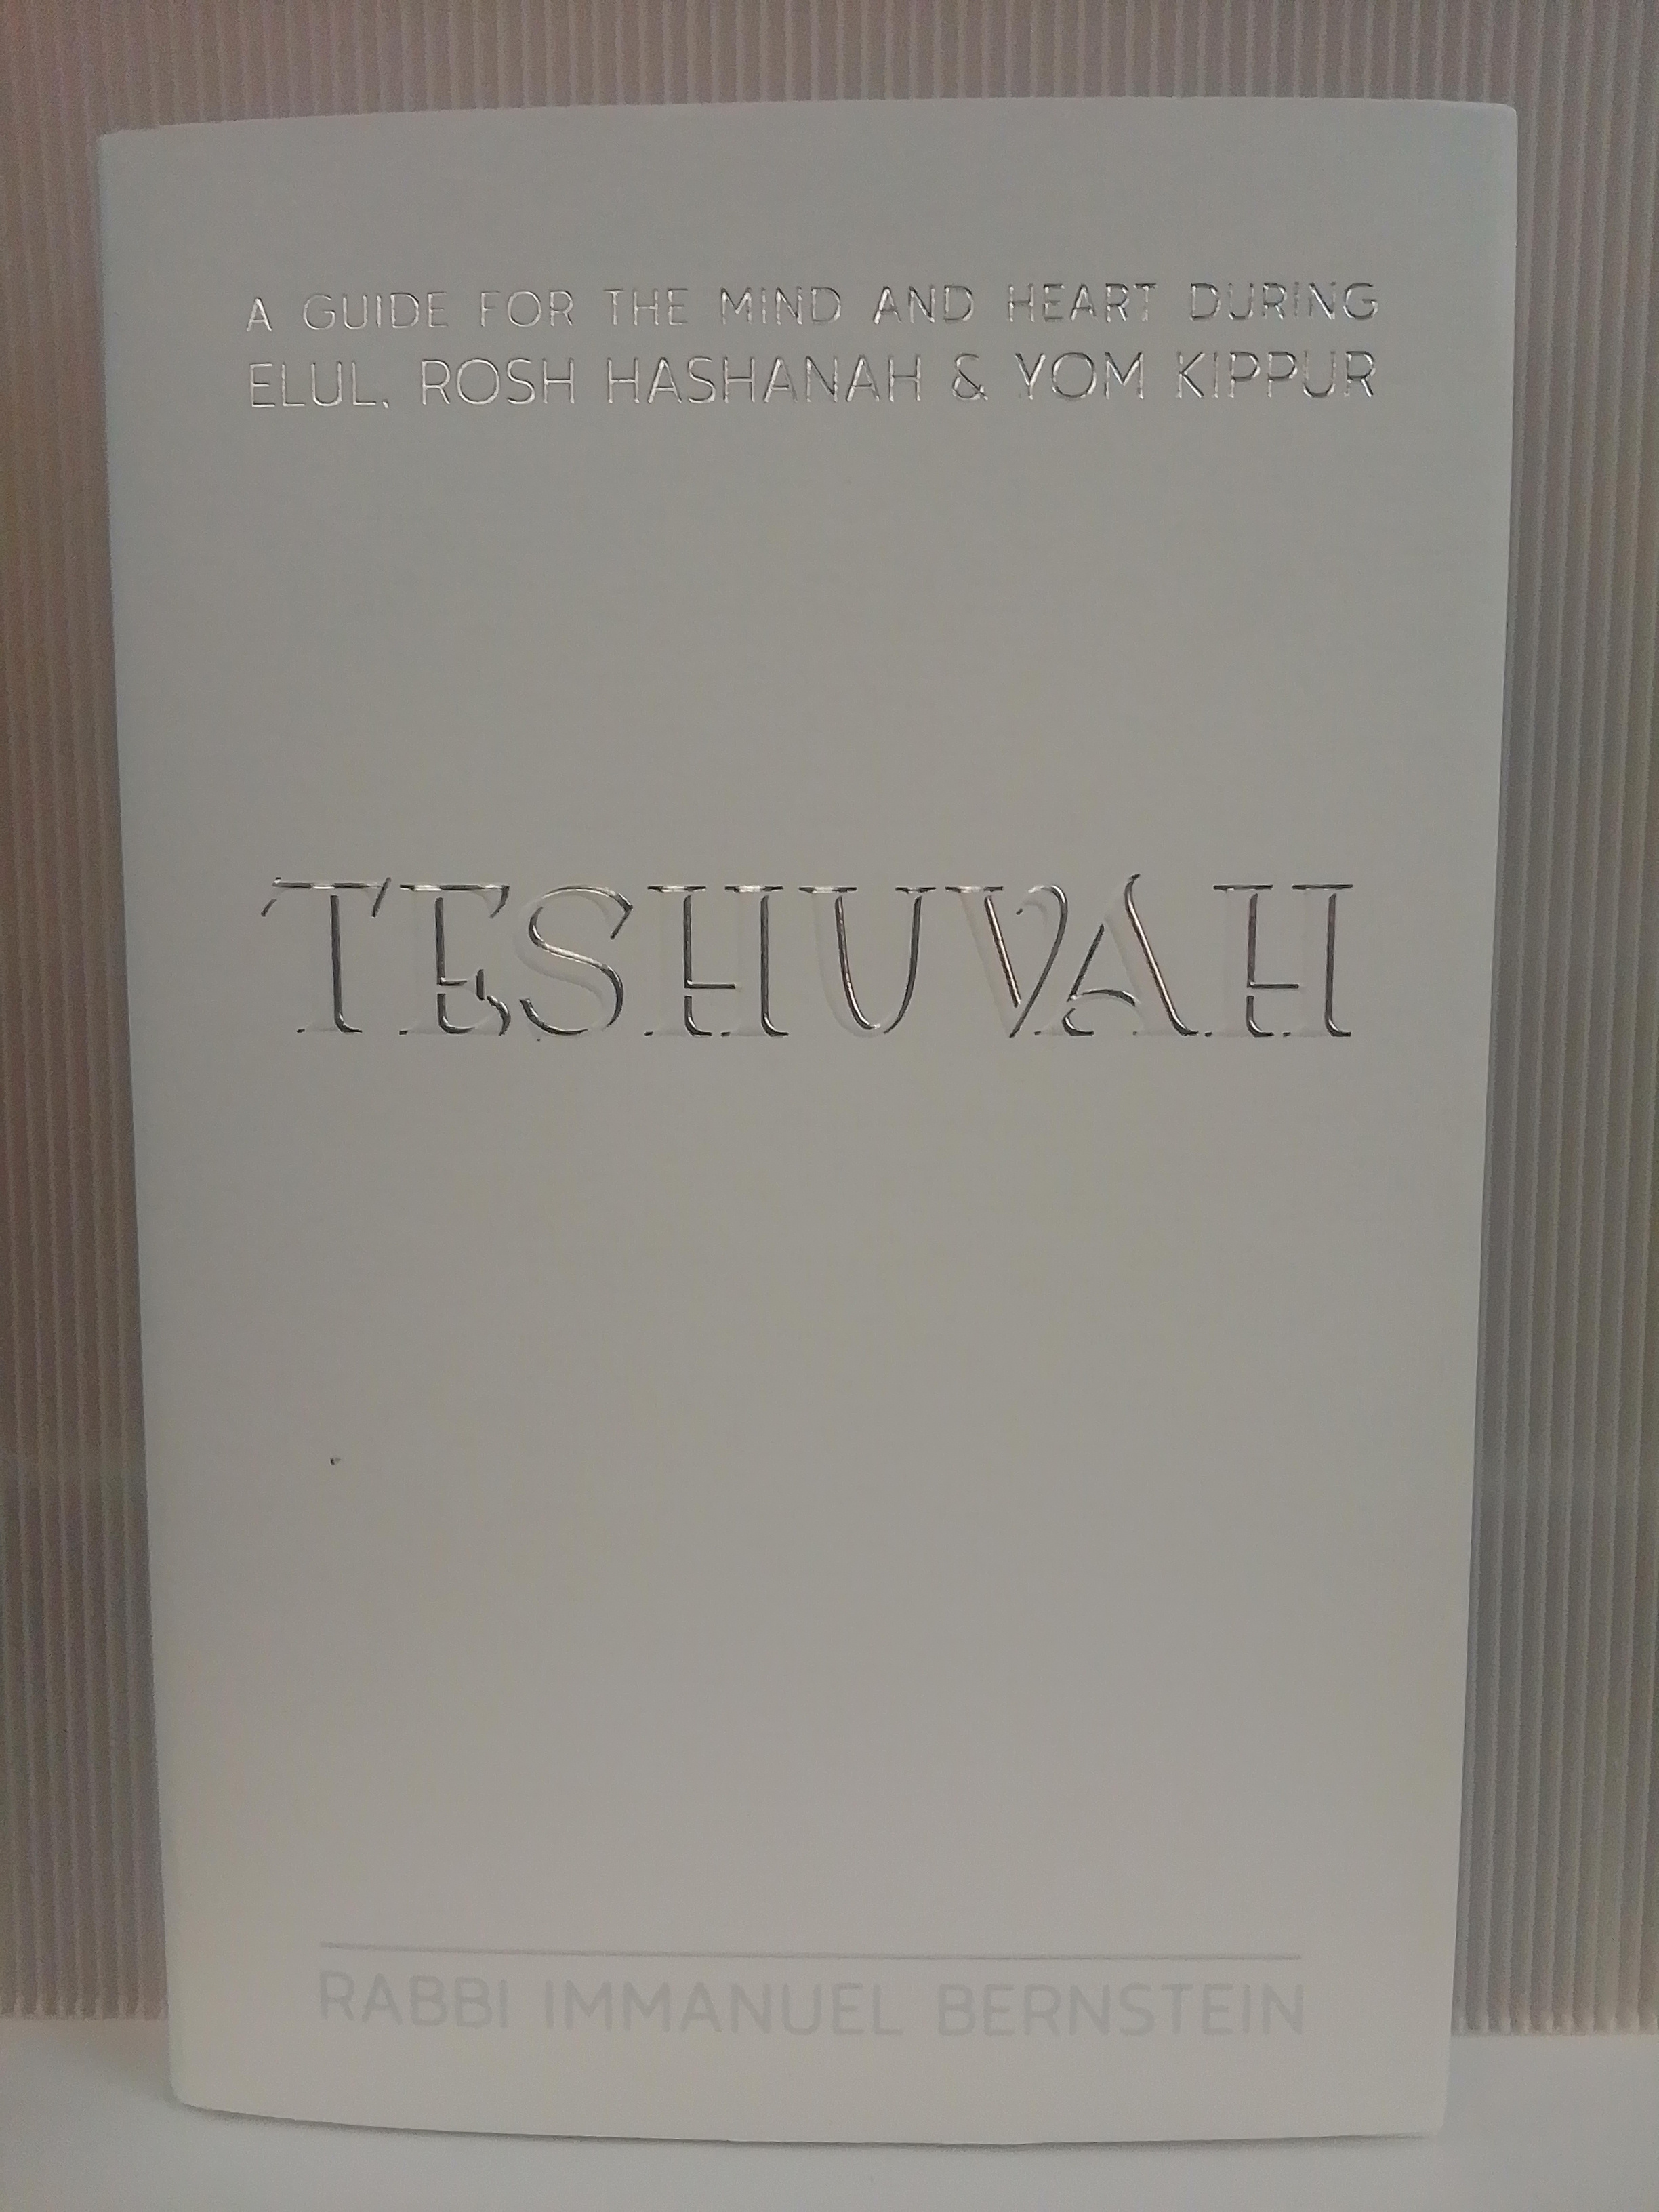 A GUIDE FOR THE MIND AND HEART DURING
ELUL, ROSH HASHANAH & YOM KIPPUR
TESHUVAH
RABBI IMMANUEL BERNSTEIN